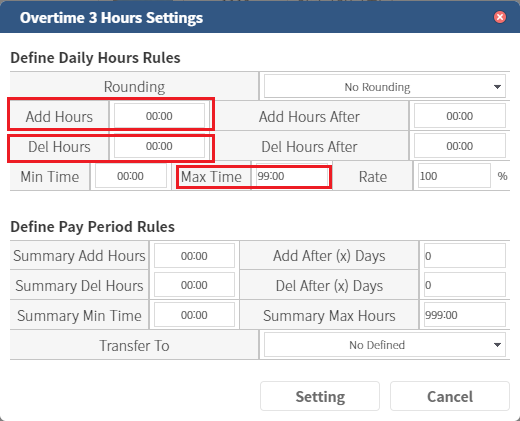 Overtime 3 Hours Settings
Define Daily Hours Rules
Rounding No Rounding
Add Hours 00:00 Add Hours After 00:00
Del Hours 00:00 Del Hours After 00:00
Min Time 00:00 Max Time 99:00 Rate 100 %
Define Pay Period Rules
Summary Add Hours 00:00 Add After (x) Days 0
Summary Del Hours 00:00 Del After (x) Days 0
Summary Min Time 00:00 Summary Max Hours 999:00
Transfer To No Defined
Setting Cancel